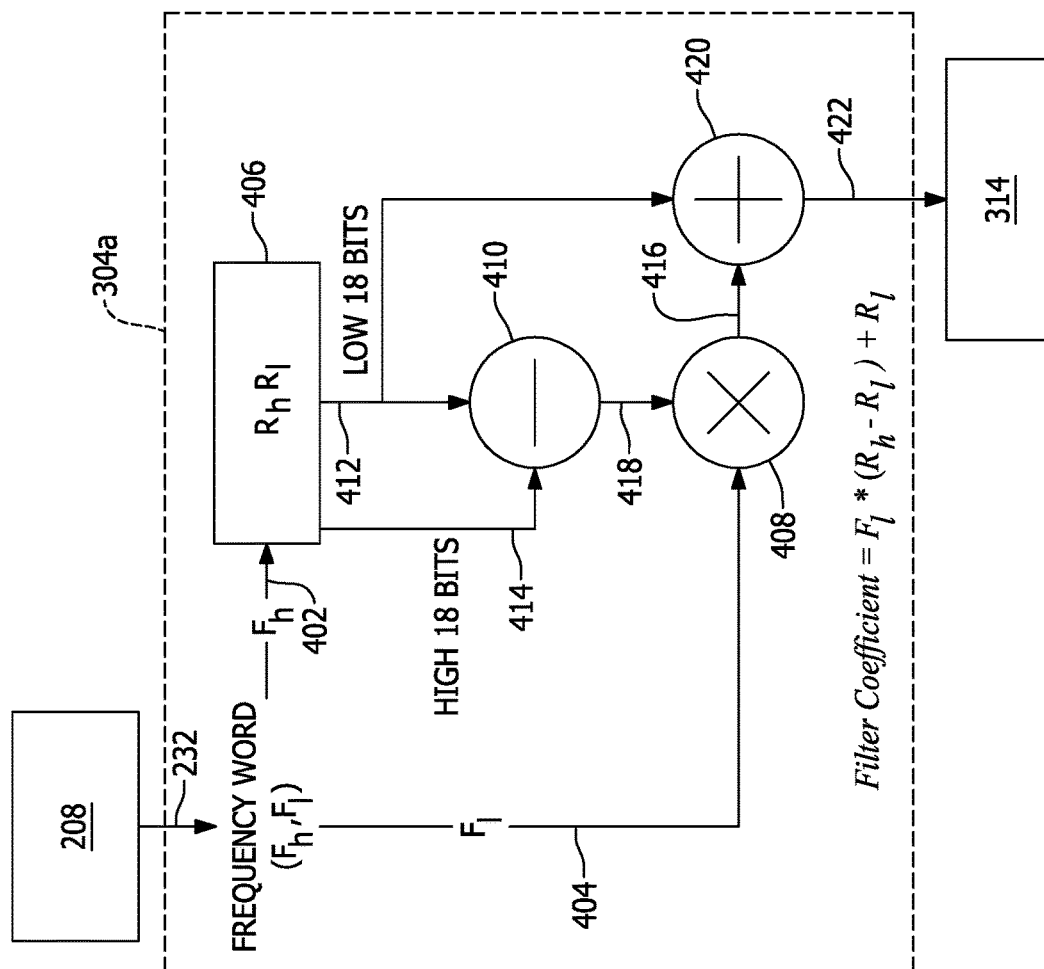 208
232
FREQUENCY WORD
(F_h, F_l)
F_h
402
R_h R_l
406
304a
412
LOW 18 BITS
414
HIGH 18 BITS
410
418
416
420
408
F_l
404
422
Filter Coefficient = F_l * (R_h - R_l) + R_l
314